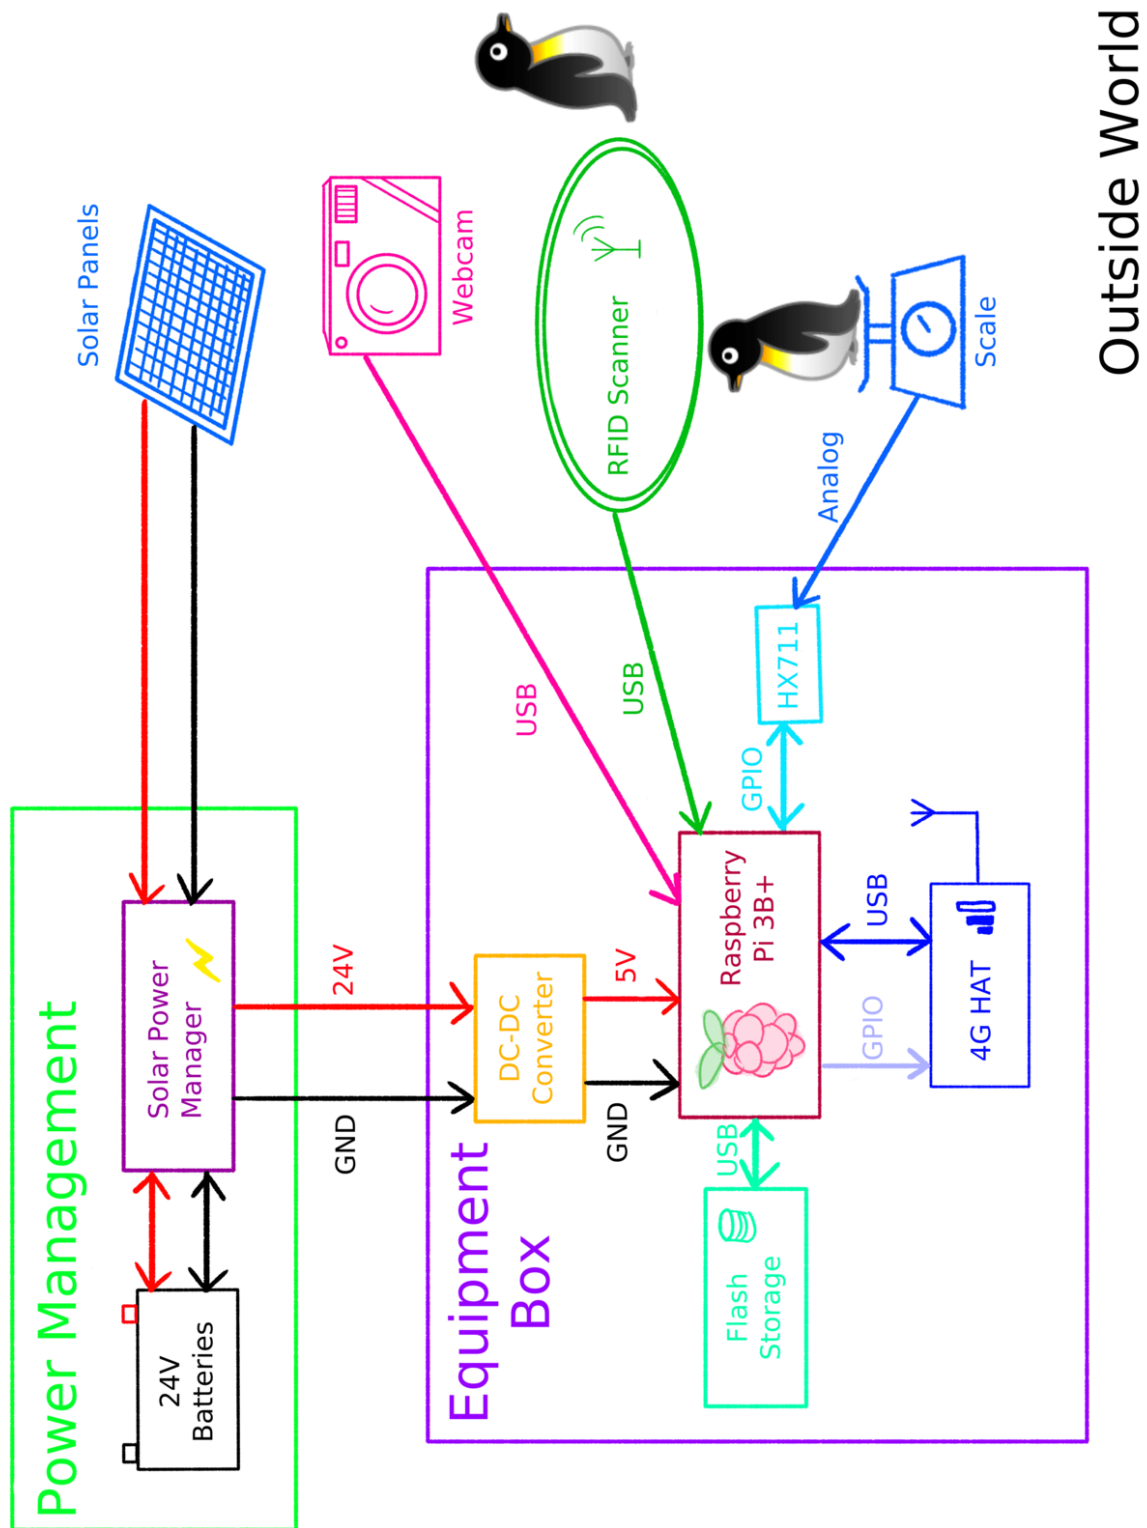 Power Management
24V
Batteries
Solar Power
Manager
Solar Panels
GND
24V
Webcam
Equipment
Box
DC-DC
Converter
USB
GND
5V
USB
RFID Scanner
Flash
Storage
USB
Raspberry
Pi 3B+
GPIO
HX711
Analog
Scale
GPIO
USB
4G HAT
Outside World